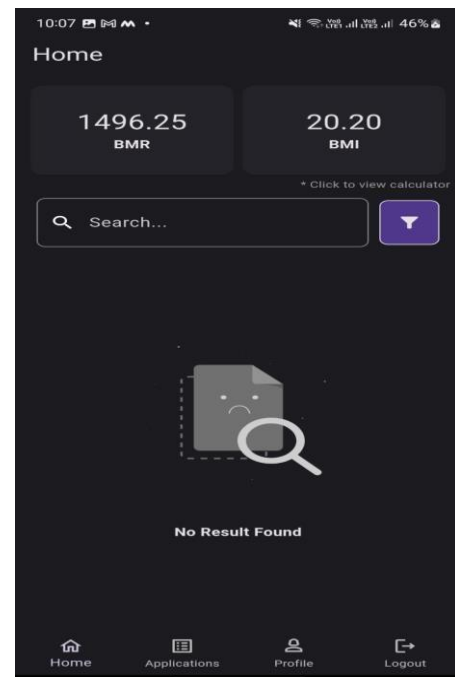 10:07 46%
Home
1496.25 20.20
BMR BMI
* Click to view calculator
Search...
No Result Found
Home Applications Profile Logout